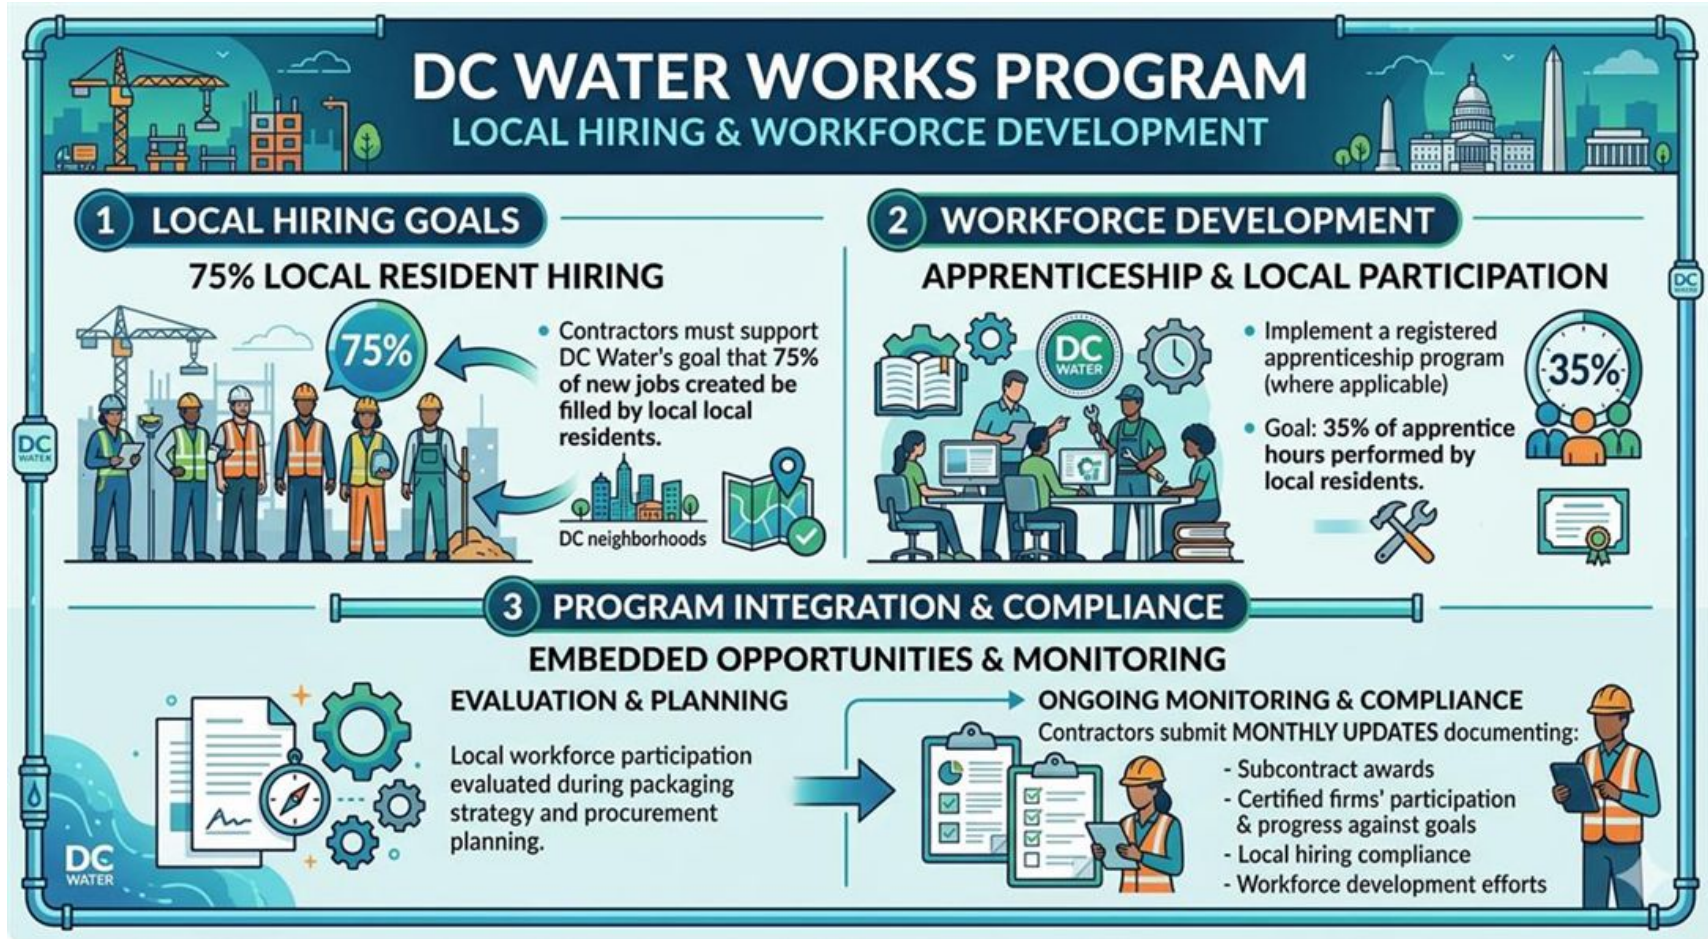 DC WATER WORKS PROGRAM
LOCAL HIRING & WORKFORCE DEVELOPMENT
1 LOCAL HIRING GOALS
75% LOCAL RESIDENT HIRING
75%
• Contractors must support
DC Water's goal that 75%
of new jobs created be
filled by local local
residents.
DC neighborhoods
2 WORKFORCE DEVELOPMENT
APPRENTICESHIP & LOCAL PARTICIPATION
DC
WATER
• Implement a registered
apprenticeship program
(where applicable)
• Goal: 35% of apprentice
hours performed by
local residents.
35%
DC
WATER
DC
WATER
3 PROGRAM INTEGRATION & COMPLIANCE
EMBEDDED OPPORTUNITIES & MONITORING
EVALUATION & PLANNING
Local workforce participation
evaluated during packaging
strategy and procurement
planning.
ONGOING MONITORING & COMPLIANCE
Contractors submit MONTHLY UPDATES documenting:
- Subcontract awards
- Certified firms' participation
& progress against goals
- Local hiring compliance
- Workforce development efforts
DC
WATER